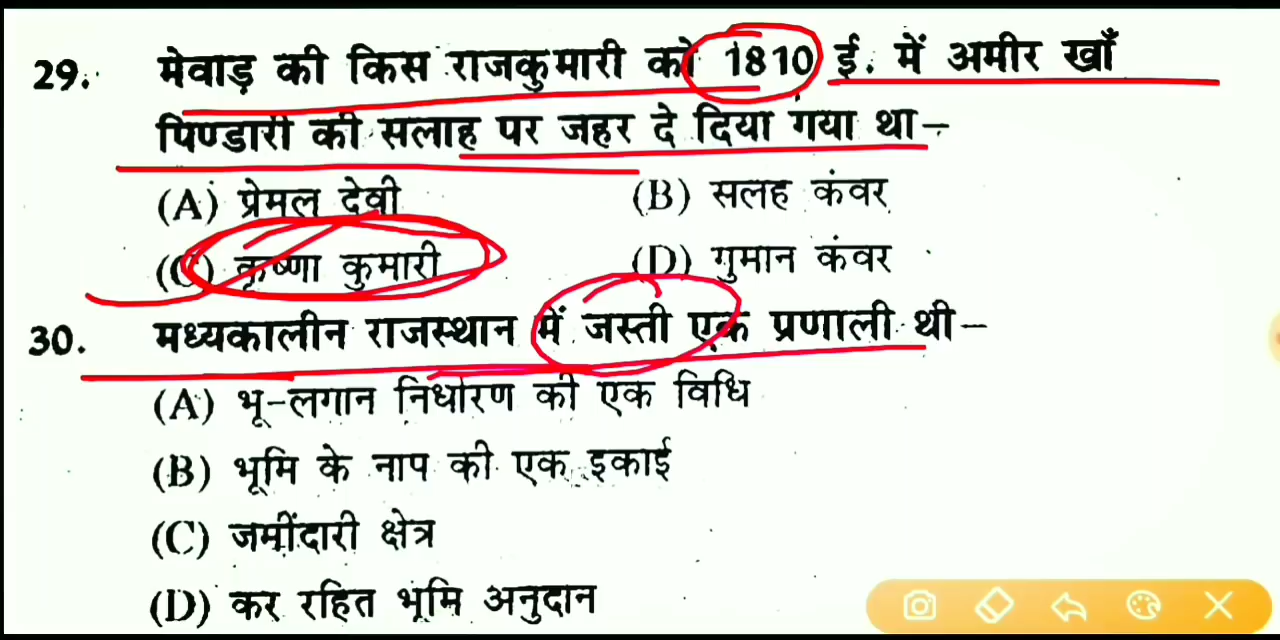 29. मेवाड़ की किस राजकुमारी को 1810 ई. में अमीर खाँ
पिण्डारी की सलाह पर जहर दे दिया गया था–
(A) प्रेमल देवी (B) सलह कंवर
(C) कृष्णा कुमारी (D) गुमान कंवर
30. मध्यकालीन राजस्थान में जस्ती एक प्रणाली थी–
(A) भू-लगान निर्धारण की एक विधि
(B) भूमि के नाप की एक इकाई
(C) जमींदारी क्षेत्र
(D) कर रहित भूमि अनुदान